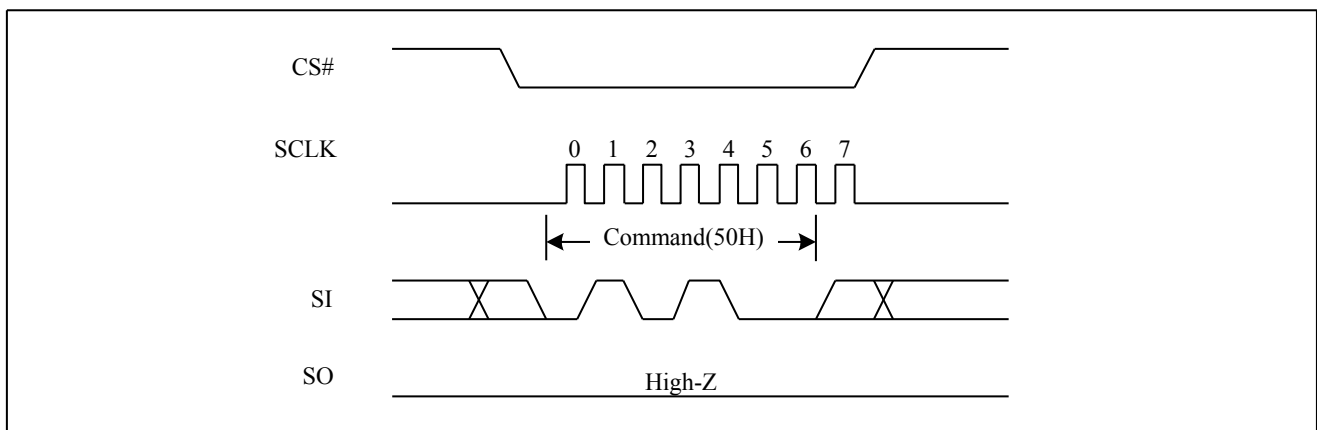 CS#
SCLK
0 1 2 3 4 5 6 7
Command(50H)
SI
SO
High-Z